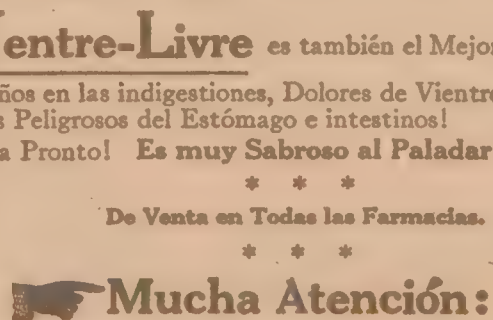 entre-Livre es también el Mejor
ños en las indigestiones, Dolores de Vientre
s Peligrosos del Estómago e intestinos!
a Pronto! Es muy Sabroso al Paladar
* * *
De Venta en Todas las Farmacias.
* * *
Mucha Atención: